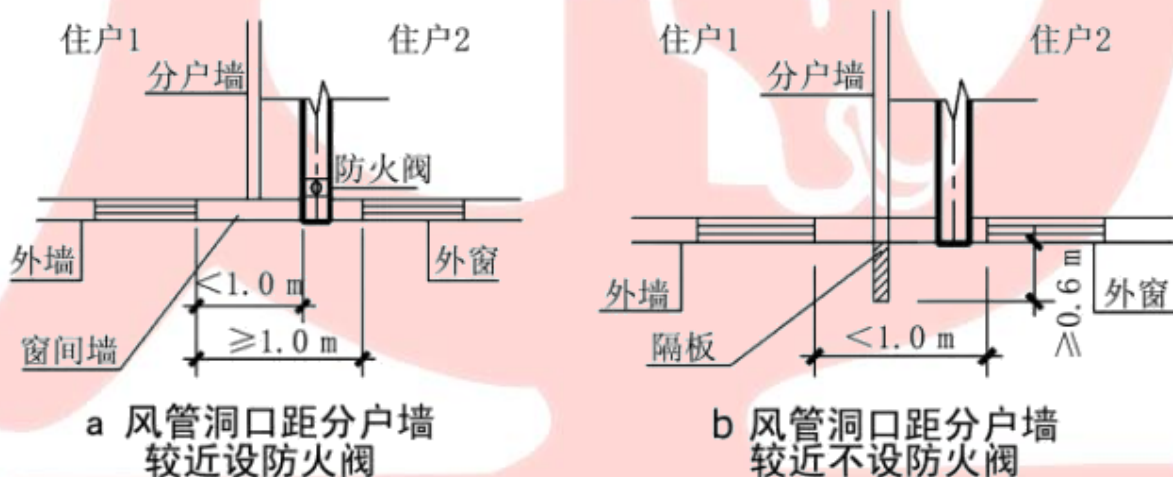 住户1
住户2
分户墙
防火阀
外墙
外窗
<1.0 m
≥1.0 m
窗间墙
a 风管洞口距分户墙
较近设防火阀
住户1
住户2
分户墙
外墙
外窗
≥0.6 m
隔板
<1.0 m
b 风管洞口距分户墙
较近不设防火阀